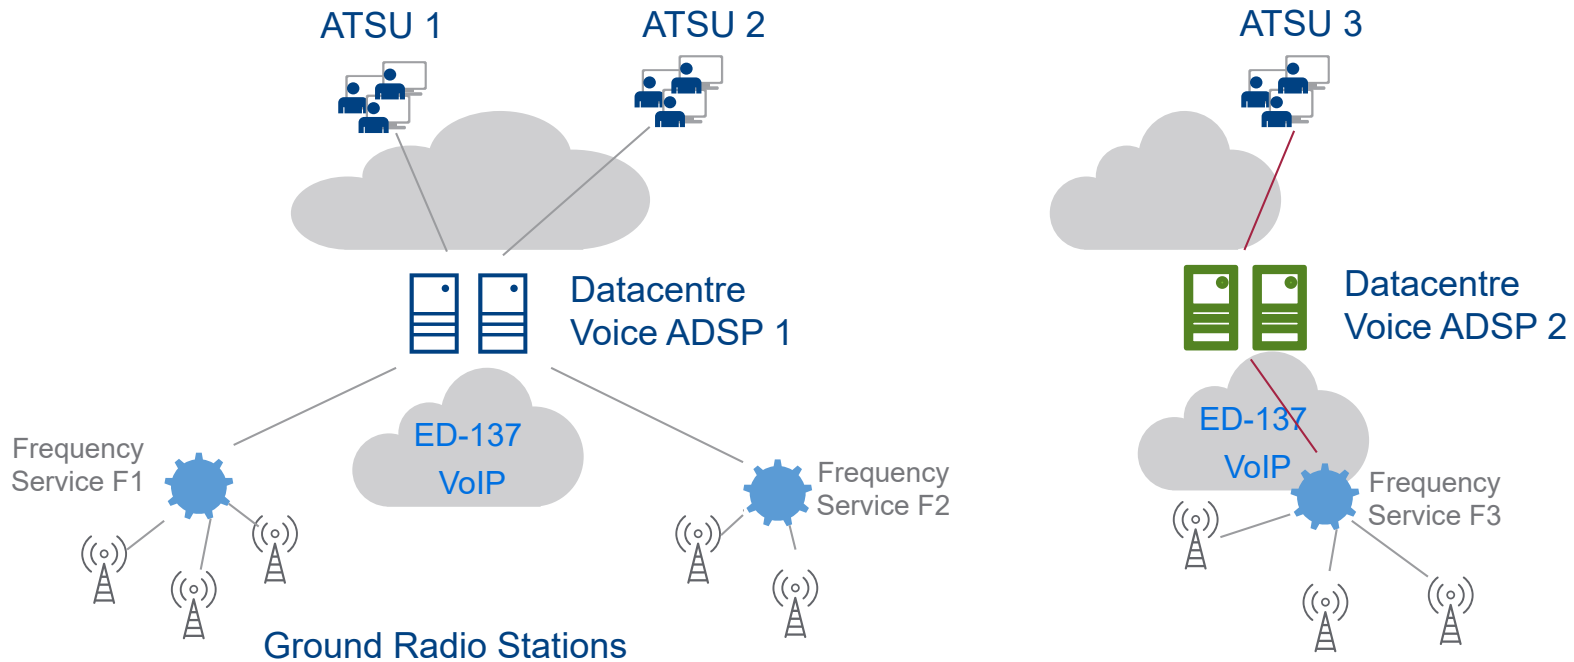 ATSU 1
ATSU 2
ATSU 3
Datacentre
Voice ADSP 1
Datacentre
Voice ADSP 2
ED-137
VoIP
ED-137
VoIP
Frequency
Service F1
Frequency
Service F2
Frequency
Service F3
Ground Radio Stations